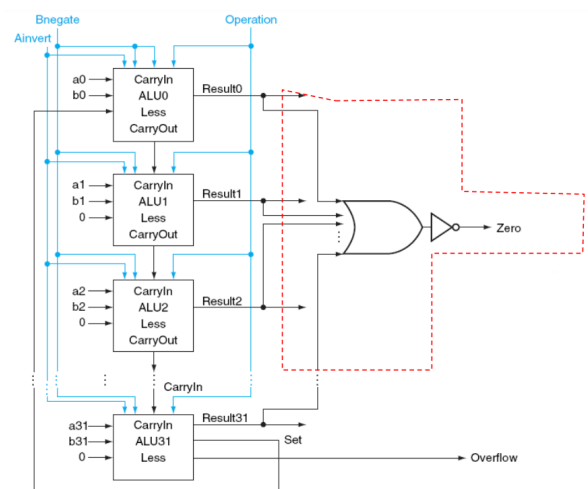 Bnegate
Operation
Ainvert
a0
b0
CarryIn
ALU0
Less
CarryOut
Result0
a1
b1
0
CarryIn
ALU1
Less
CarryOut
Result1
Zero
a2
b2
0
CarryIn
ALU2
Less
CarryOut
Result2
CarryIn
a31
b31
0
CarryIn
ALU31
Less
Result31
Set
Overflow